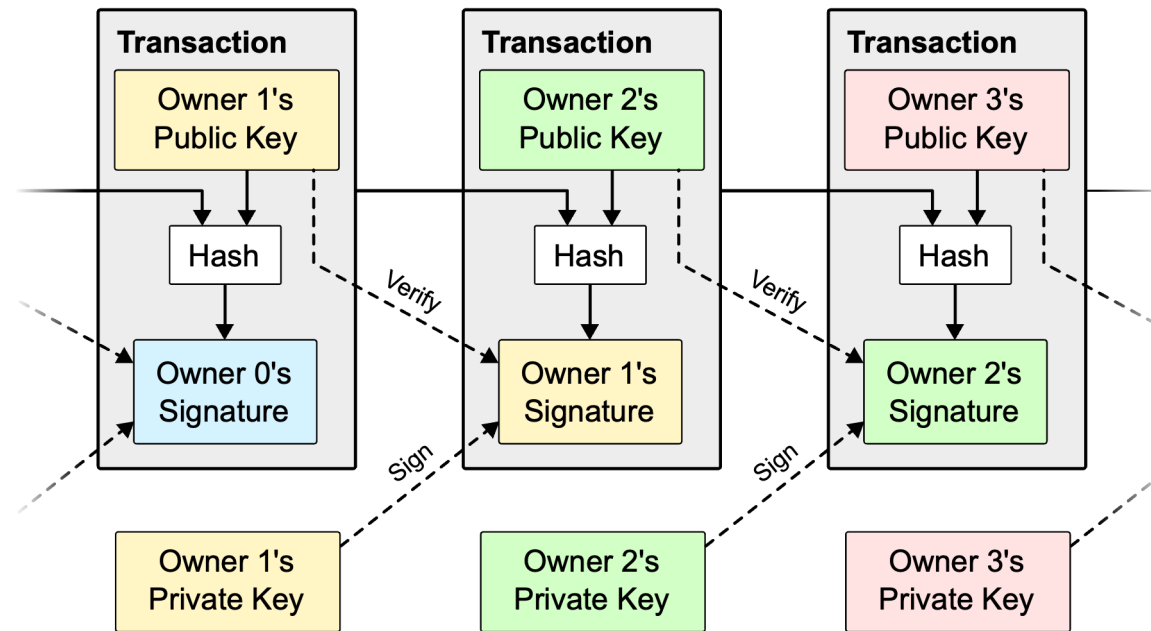 Transaction
Owner 1's
Public Key
Hash
Owner 0's
Signature
Transaction
Owner 2's
Public Key
Hash
Verify
Owner 1's
Signature
Sign
Transaction
Owner 3's
Public Key
Hash
Verify
Owner 2's
Signature
Sign
Owner 1's
Private Key
Owner 2's
Private Key
Owner 3's
Private Key